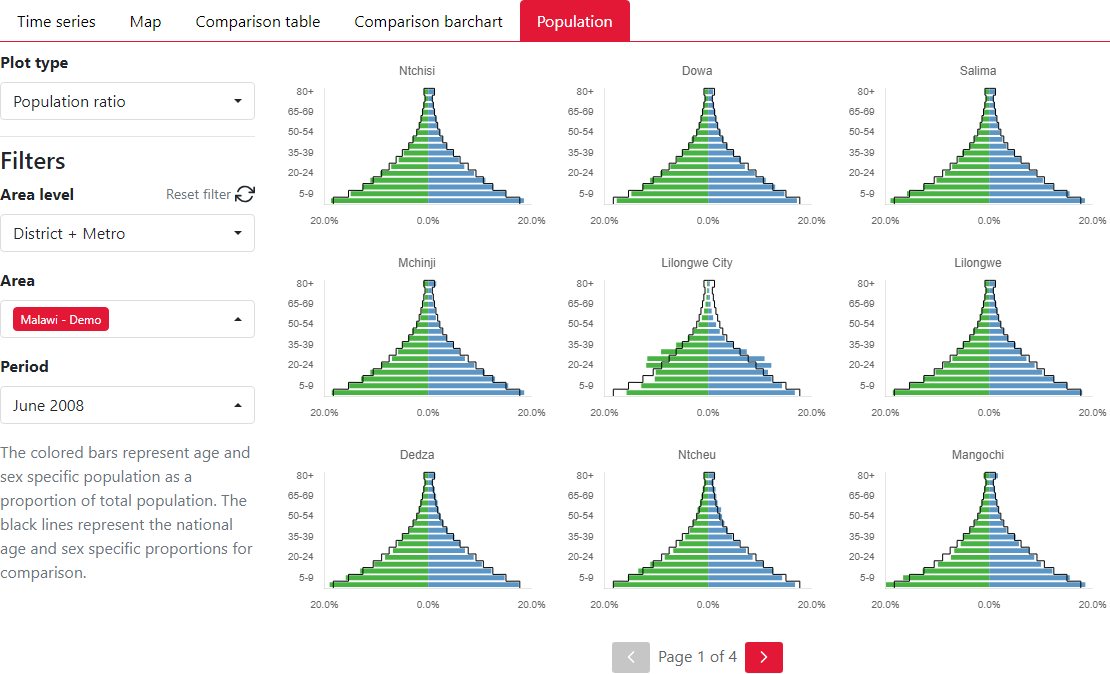 Time series Map Comparison table Comparison barchart Population
Plot type
Population ratio
Filters
Area level Reset filter
District + Metro
Area
Malawi - Demo
Period
June 2008
The colored bars represent age and
sex specific population as a
proportion of total population. The
black lines represent the national
age and sex specific proportions for
comparison.
Ntchisi
80+
65-69
50-54
35-39
20-24
5-9
20.0% 0.0% 20.0%
Dowa
80+
65-69
50-54
35-39
20-24
5-9
20.0% 0.0% 20.0%
Salima
80+
65-69
50-54
35-39
20-24
5-9
20.0% 0.0% 20.0%
Mchinji
80+
65-69
50-54
35-39
20-24
5-9
20.0% 0.0% 20.0%
Lilongwe City
80+
65-69
50-54
35-39
20-24
5-9
20.0% 0.0% 20.0%
Lilongwe
80+
65-69
50-54
35-39
20-24
5-9
20.0% 0.0% 20.0%
Dedza
80+
65-69
50-54
35-39
20-24
5-9
20.0% 0.0% 20.0%
Ntcheu
80+
65-69
50-54
35-39
20-24
5-9
20.0% 0.0% 20.0%
Mangochi
80+
65-69
50-54
35-39
20-24
5-9
20.0% 0.0% 20.0%
Page 1 of 4